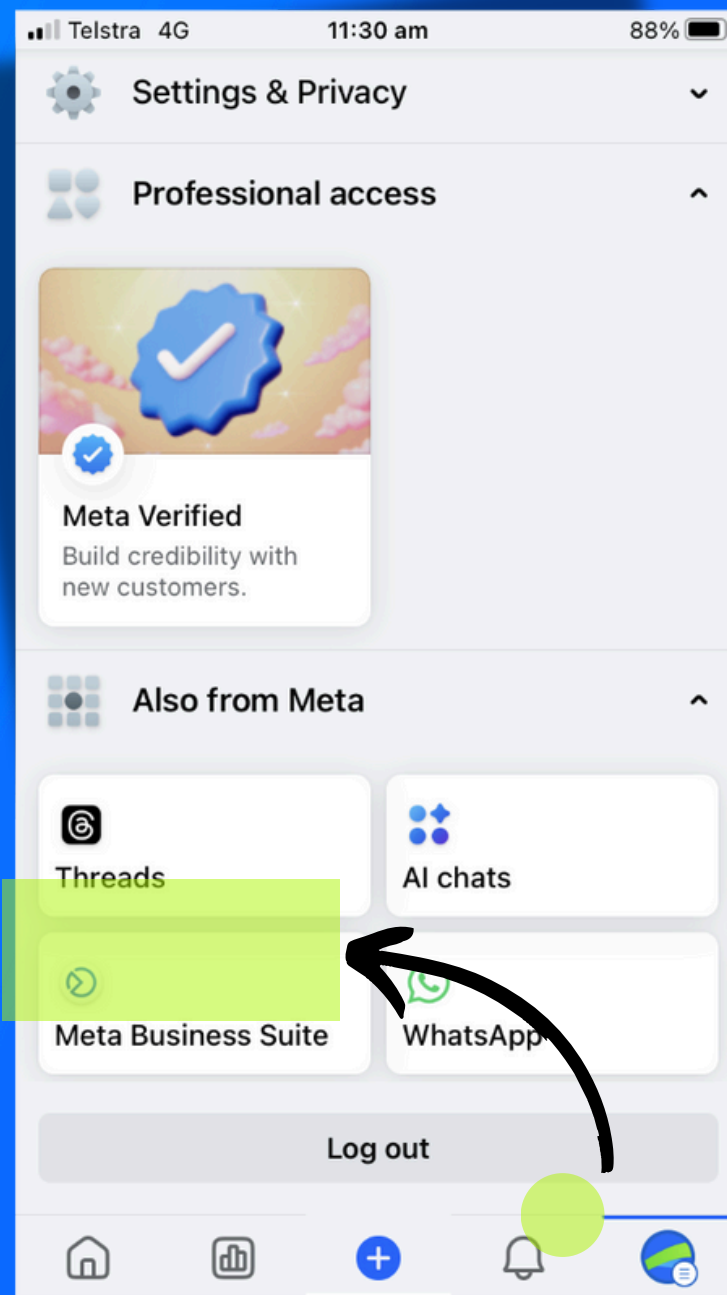 Telstra 4G 11:30 am 88%
Settings & Privacy
Professional access
Meta Verified
Build credibility with
new customers.
Also from Meta
Threads
AI chats
Meta Business Suite
WhatsApp
Log out